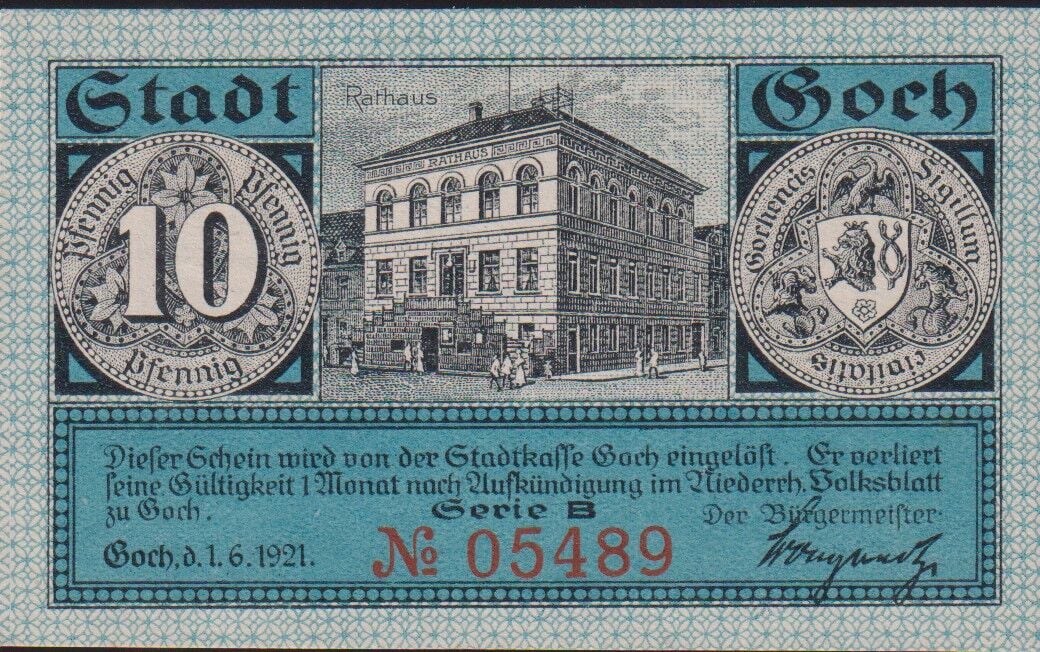 Stadt
Goch
Rathaus
RATHAUS
Pfennig
Pfennig
10
Pfennig
Sigillum
Civitatis
Gochencis
Dieser Schein wird von der Stadtkasse Goch eingelöst. Er verliert
seine Gültigkeit 1 Monat nach Aufkündigung im Niederrh. Volksblatt
zu Goch.
Serie B
Der Bürgermeister.
Goch, d. 1. 6. 1921.
№ 05489